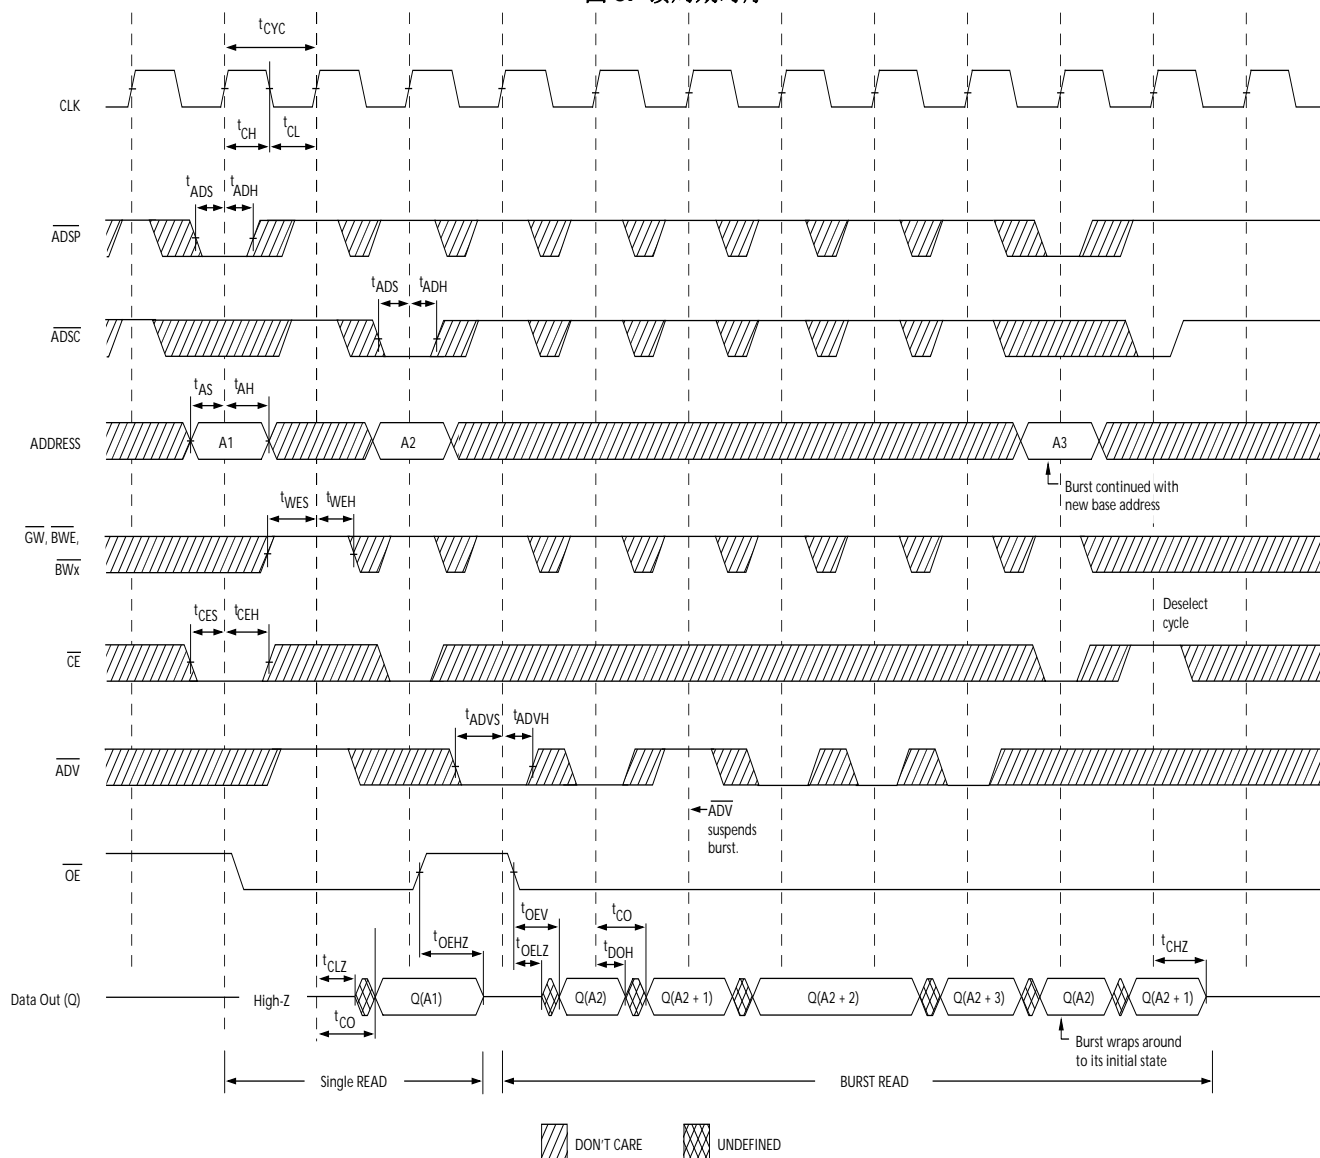 tCYC
CLK
tCH
tCL
tADS
tADH
ADSP
tADS
tADH
ADSC
tAS
tAH
ADDRESS
A1
A2
A3
Burst continued with
new base address
tWES
tWEH
GW, BWE,
BWx
Deselect
cycle
tCES
tCEH
CE
tADVS
tADVH
ADV
ADV
suspends
burst.
OE
tOEV
tCO
tOEHZ
tOELZ
tDOH
tCHZ
tCLZ
Data Out (Q)
High-Z
Q(A1)
Q(A2)
Q(A2 + 1)
Q(A2 + 2)
Q(A2 + 3)
Q(A2)
Q(A2 + 1)
tCO
Burst wraps around
to its initial state
Single READ
BURST READ
DON'T CARE
UNDEFINED